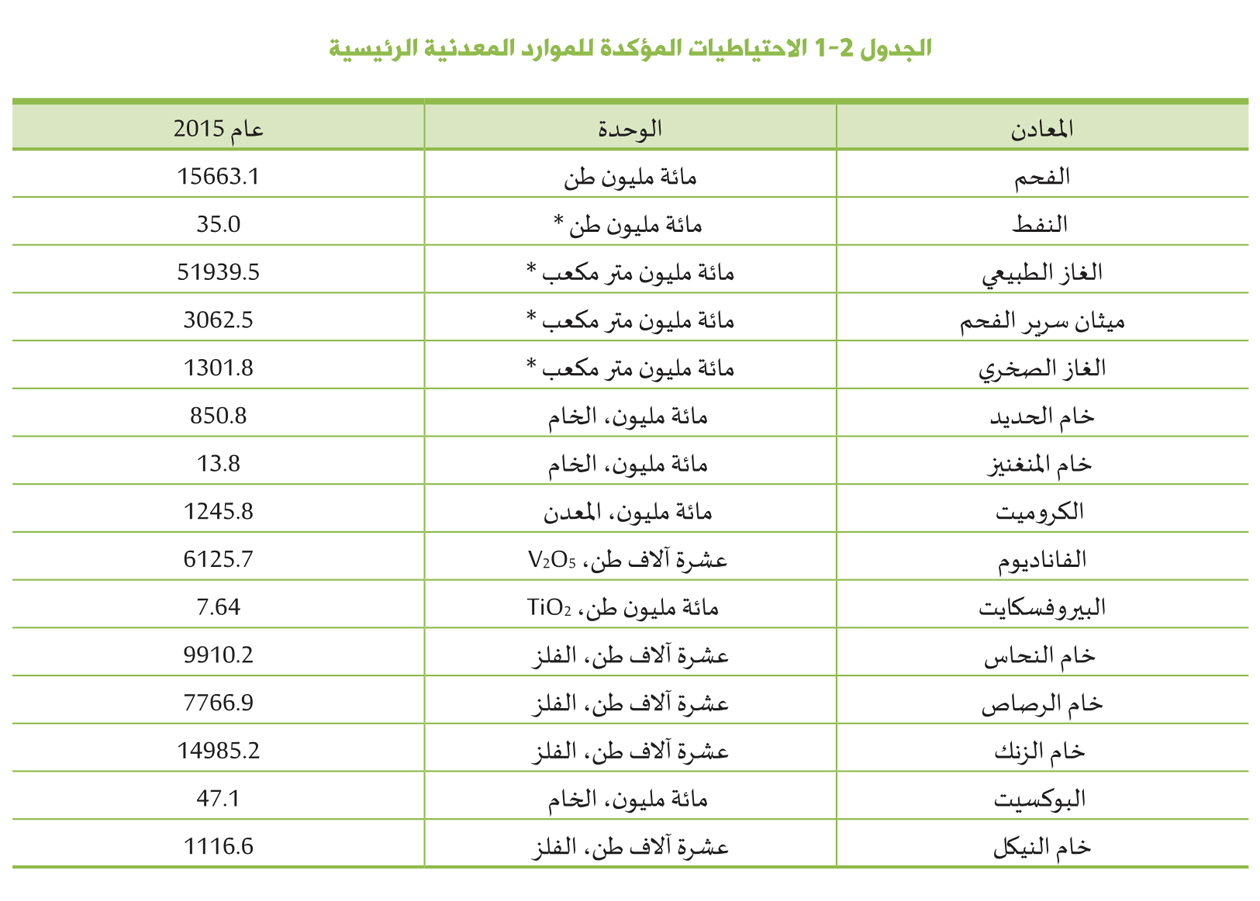 الجدول 2-1 الاحتياطيات المؤكدة للموارد المعدنية الرئيسية
المعادن الوحدة عام 2015
الفحم مائة مليون طن 15663.1
النفط مائة مليون طن * 35.0
الغاز الطبيعي مائة مليون متر مكعب * 51939.5
ميثان سرير الفحم مائة مليون متر مكعب * 3062.5
الغاز الصخري مائة مليون متر مكعب * 1301.8
خام الحديد مائة مليون، الخام 850.8
خام المنغنيز مائة مليون، الخام 13.8
الكروميت مائة مليون، المعدن 1245.8
الفاناديوم عشرة آلاف طن، V₂O₅ 6125.7
البيروفسكايت مائة مليون طن، TiO₂ 7.64
خام النحاس عشرة آلاف طن، الفلز 9910.2
خام الرصاص عشرة آلاف طن، الفلز 7766.9
خام الزنك عشرة آلاف طن، الفلز 14985.2
البوكسيت مائة مليون، الخام 47.1
خام النيكل عشرة آلاف طن، الفلز 1116.6